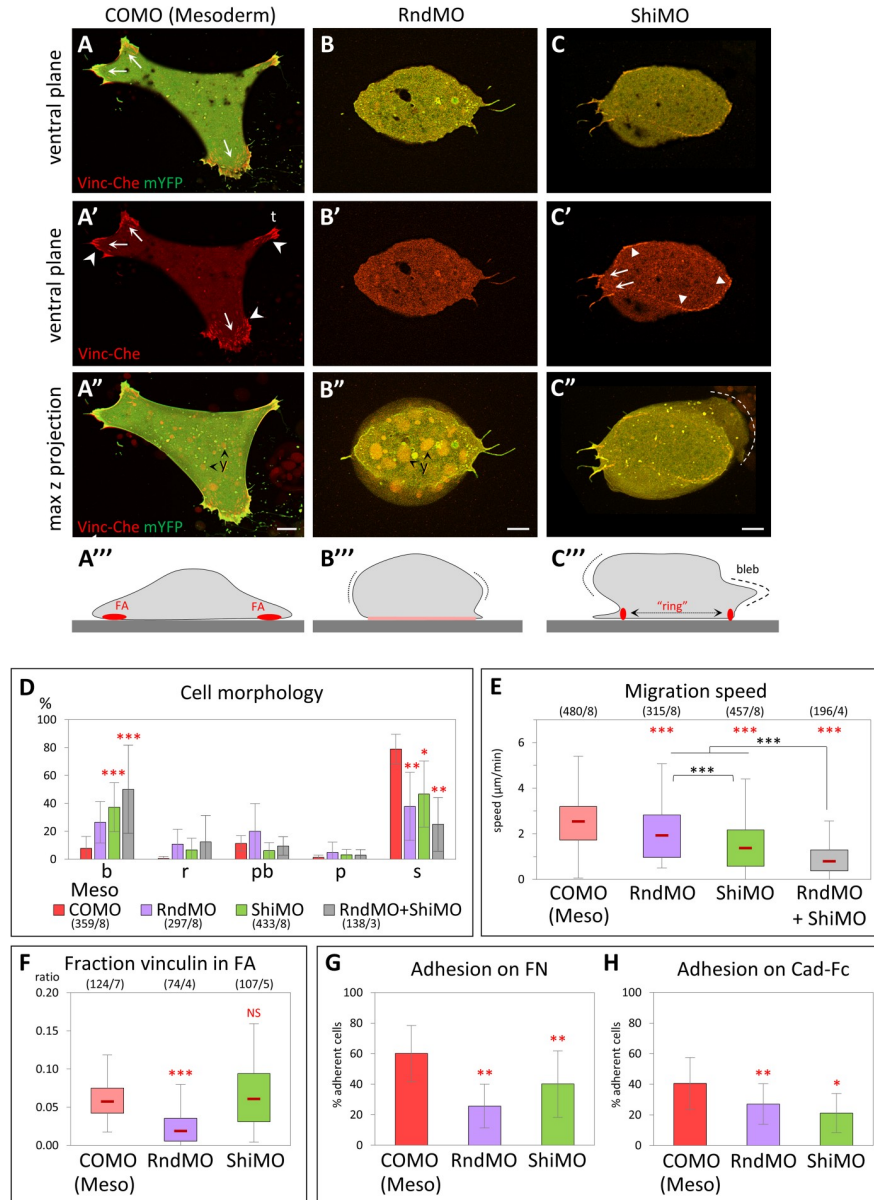 COMO (Mesoderm) RndMO ShiMO
ventral plane
A B C
Vinc-Che mYFP
ventral plane
A’ t B’ C’
Vinc-Che
max z projection
A’’ B’’ C’’
y y
Vinc-Che mYFP
A’’’ B’’’ C’’’
FA FA “ring” bleb
D Cell morphology
%
100
80
60
40
20
0
*** *** ** * **
b r pb p s
Meso
COMO RndMO ShiMO RndMO+ShiMO
(359/8) (297/8) (433/8) (138/3)
E Migration speed
(480/8) (315/8) (457/8) (196/4)
*** *** *** ***
***
speed (µm/min)
6
4
2
0
COMO RndMO ShiMO RndMO
(Meso) + ShiMO
F Fraction vinculin in FA
ratio
(124/7) (74/4) (107/5)
0.20
0.15
0.10
0.05
0.00
*** NS
COMO RndMO ShiMO
(Meso)
G Adhesion on FN
% adherent cells
100
80
60
40
20
0
** **
COMO RndMO ShiMO
(Meso)
H Adhesion on Cad-Fc
% adherent cells
100
80
60
40
20
0
** *
COMO RndMO ShiMO
(Meso)